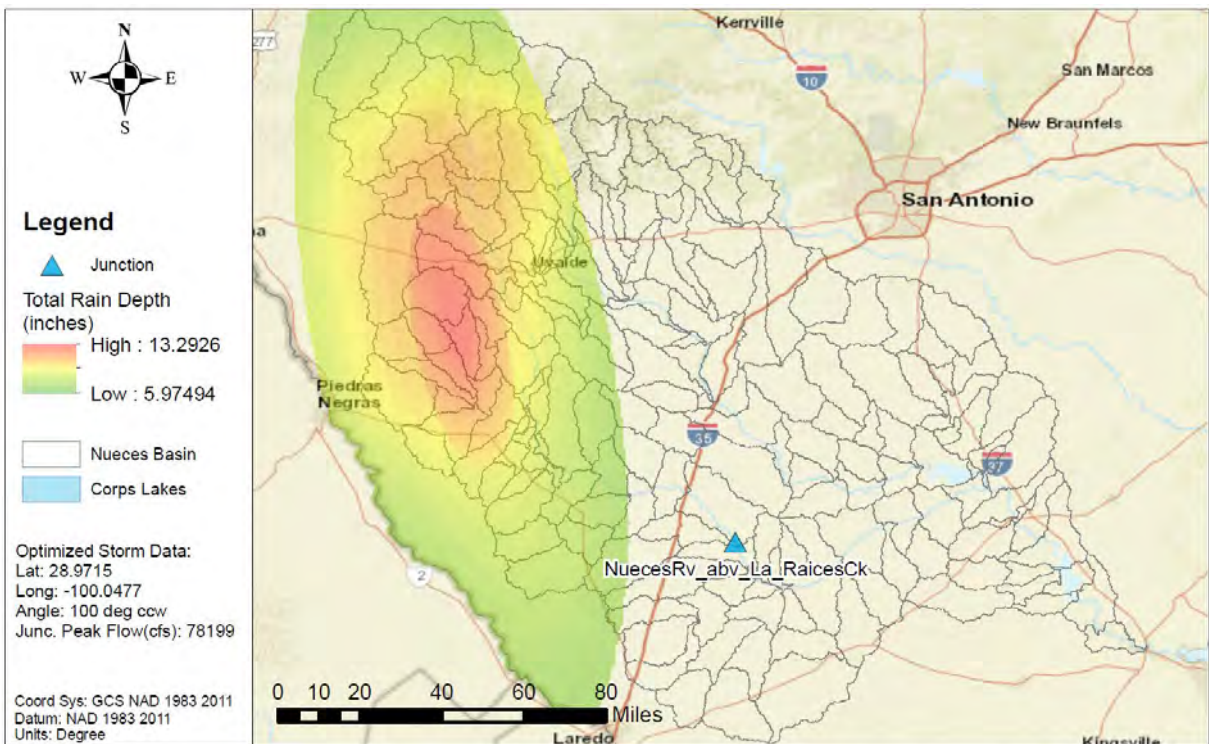 N
W E
S
Legend
Junction
Total Rain Depth
(inches)
High : 13.2926
Low : 5.97494
Nueces Basin
Corps Lakes
Optimized Storm Data:
Lat: 28.9715
Long: -100.0477
Angle: 100 deg ccw
Junc. Peak Flow(cfs): 78199
Coord Sys: GCS NAD 1983 2011
Datum: NAD 1983 2011
Units: Degree
277
Kerrville
10
San Marcos
New Braunfels
San Antonio
a
Uvalde
Piedras
Negras
35
37
NuecesRv_abv_La_RaicesCk
2
0 10 20 40 60 80
Miles
Laredo
Kingsville